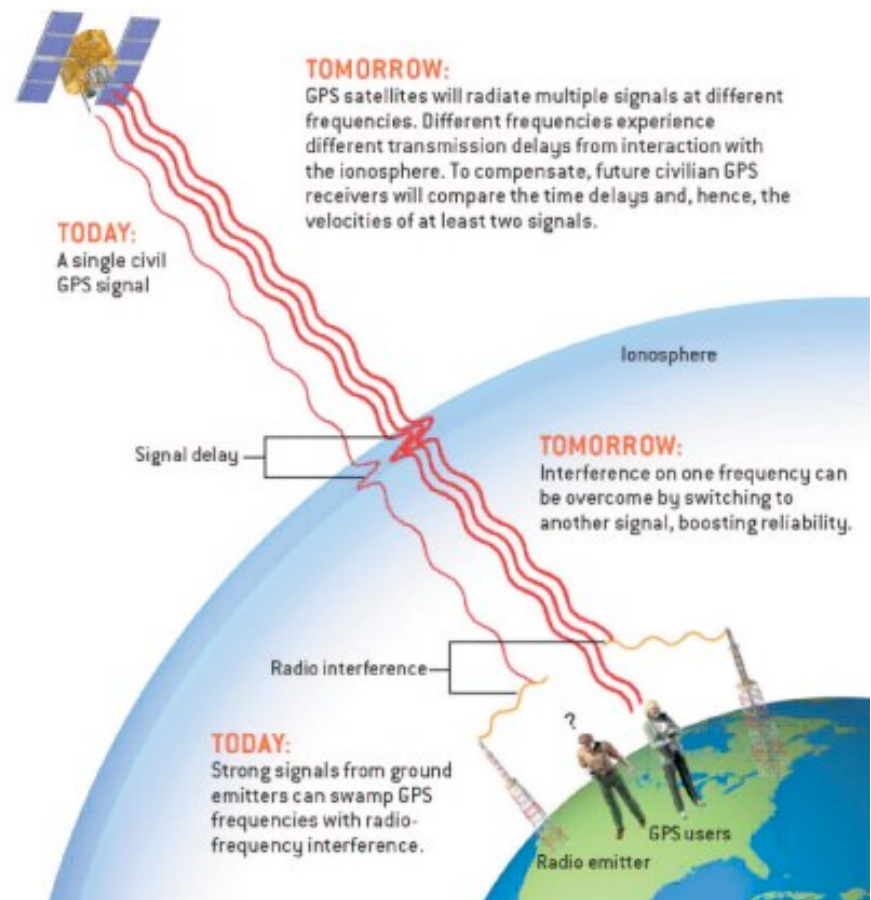 TOMORROW:
GPS satellites will radiate multiple signals at different
frequencies. Different frequencies experience
different transmission delays from interaction with
the ionosphere. To compensate, future civilian GPS
receivers will compare the time delays and, hence, the
velocities of at least two signals.
TODAY:
A single civil
GPS signal
Ionosphere
Signal delay
TOMORROW:
Interference on one frequency can
be overcome by switching to
another signal, boosting reliability.
Radio interference
?
TODAY:
Strong signals from ground
emitters can swamp GPS
frequencies with radio-
frequency interference.
GPS users
Radio emitter